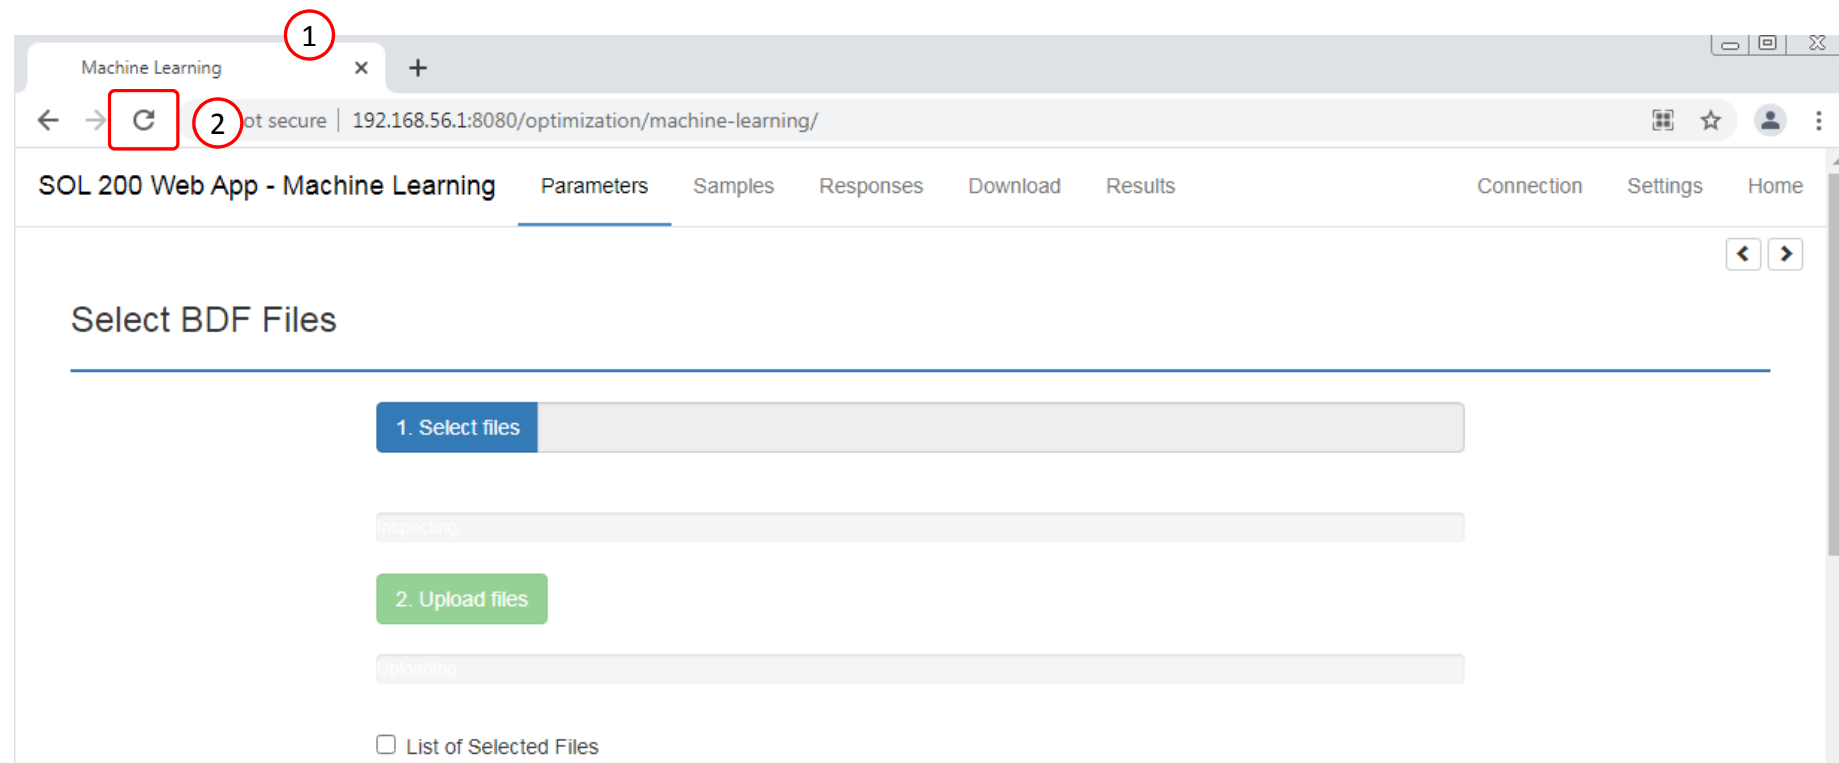 1
Machine Learning
2 ot secure | 192.168.56.1:8080/optimization/machine-learning/
SOL 200 Web App - Machine Learning Parameters Samples Responses Download Results Connection Settings Home
Select BDF Files
1. Select files
Inspecting:
2. Upload files
Uploading:
List of Selected Files